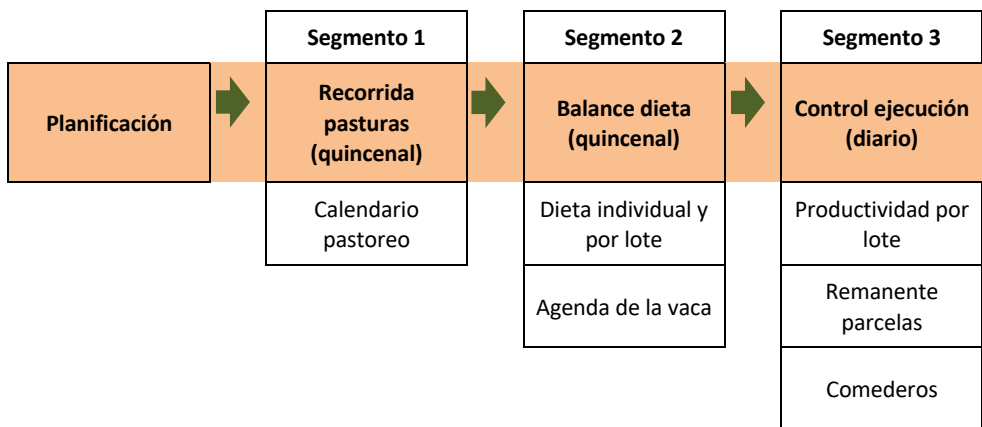 Segmento 1
Segmento 2
Segmento 3
Planificación
Recorrida
pasturas
(quincenal)
Balance dieta
(quincenal)
Control ejecución
(diario)
Calendario
pastoreo
Dieta individual y
por lote
Productividad por
lote
Agenda de la vaca
Remanente
parcelas
Comederos